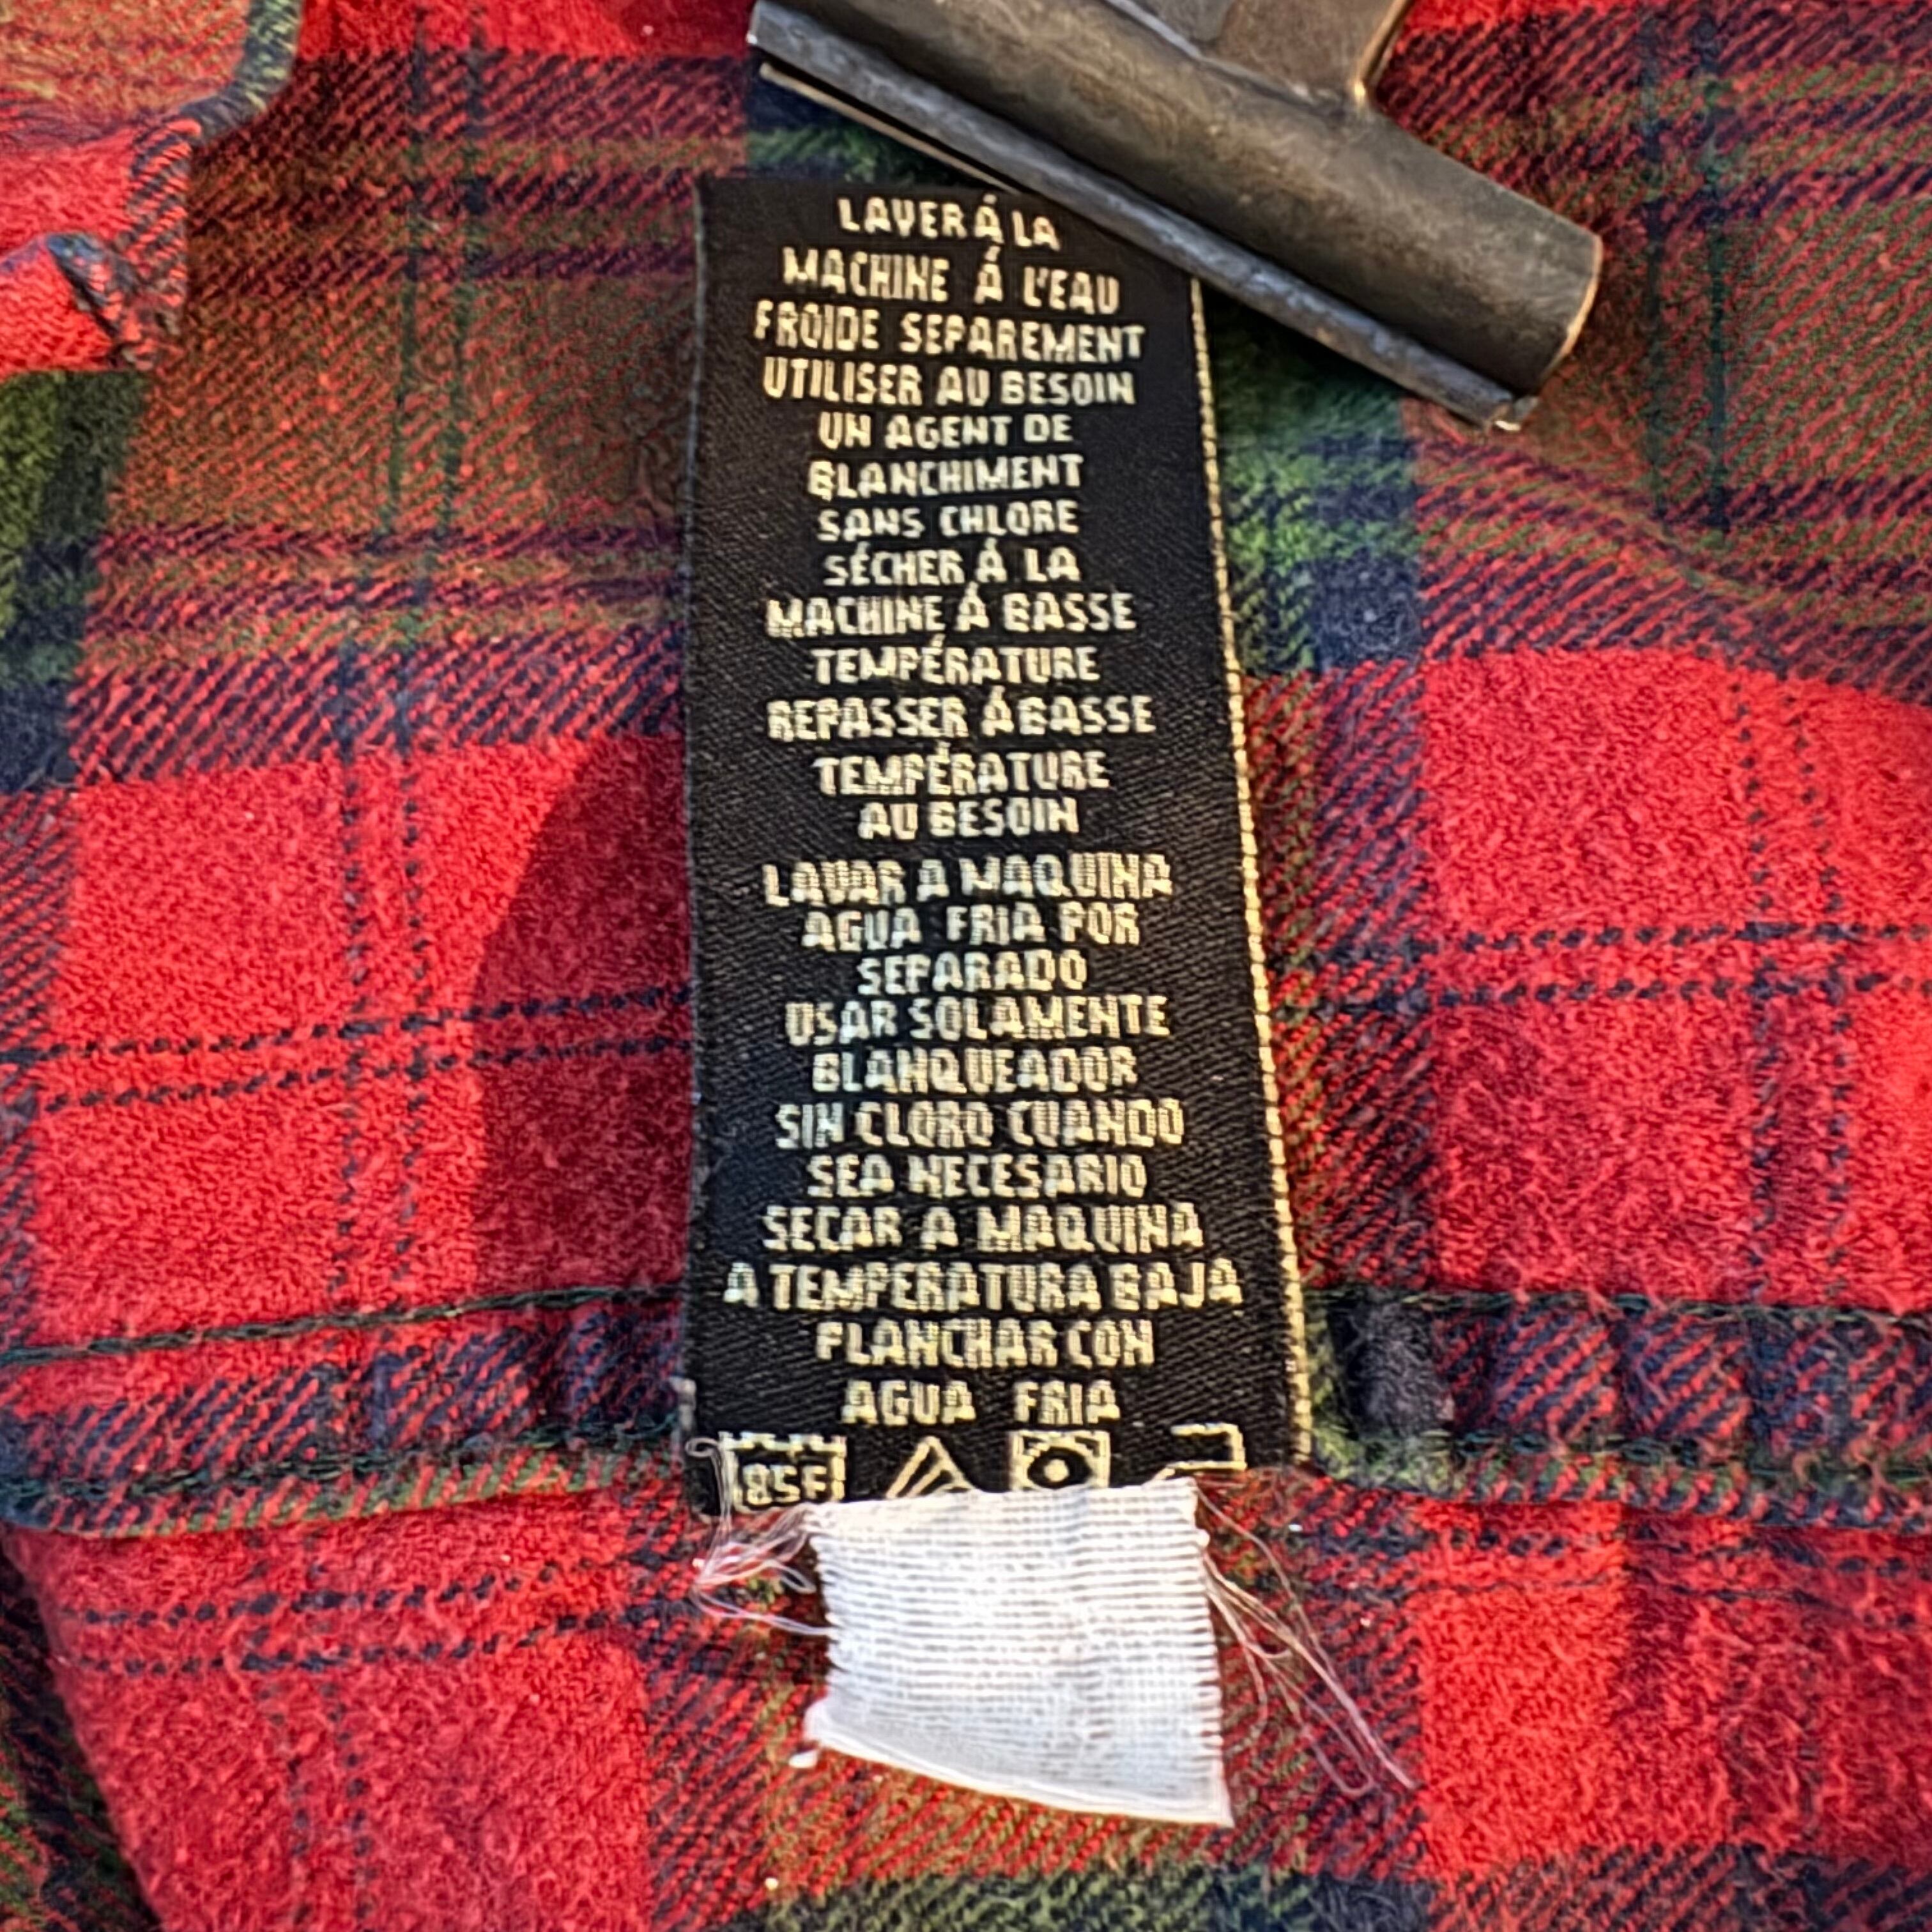 LAVER Á LA
MACHINE Á L'EAU
FROIDE SEPAREMENT
UTILISER AU BESOIN
UN AGENT DE
BLANCHIMENT
SANS CHLORE
SÉCHER Á LA
MACHINE Á BASSE
TEMPÉRATURE
REPASSER Á BASSE
TEMPÉRATURE
AU BESOIN
LAVAR A MAQUINA
AGUA FRIA POR
SEPARADO
USAR SOLAMENTE
BLANQUEADOR
SIN CLORO CUANDO
SEA NECESARIO
SECAR A MAQUINA
A TEMPERATURA BAJA
PLANCHAR CON
AGUA FRIA
85F